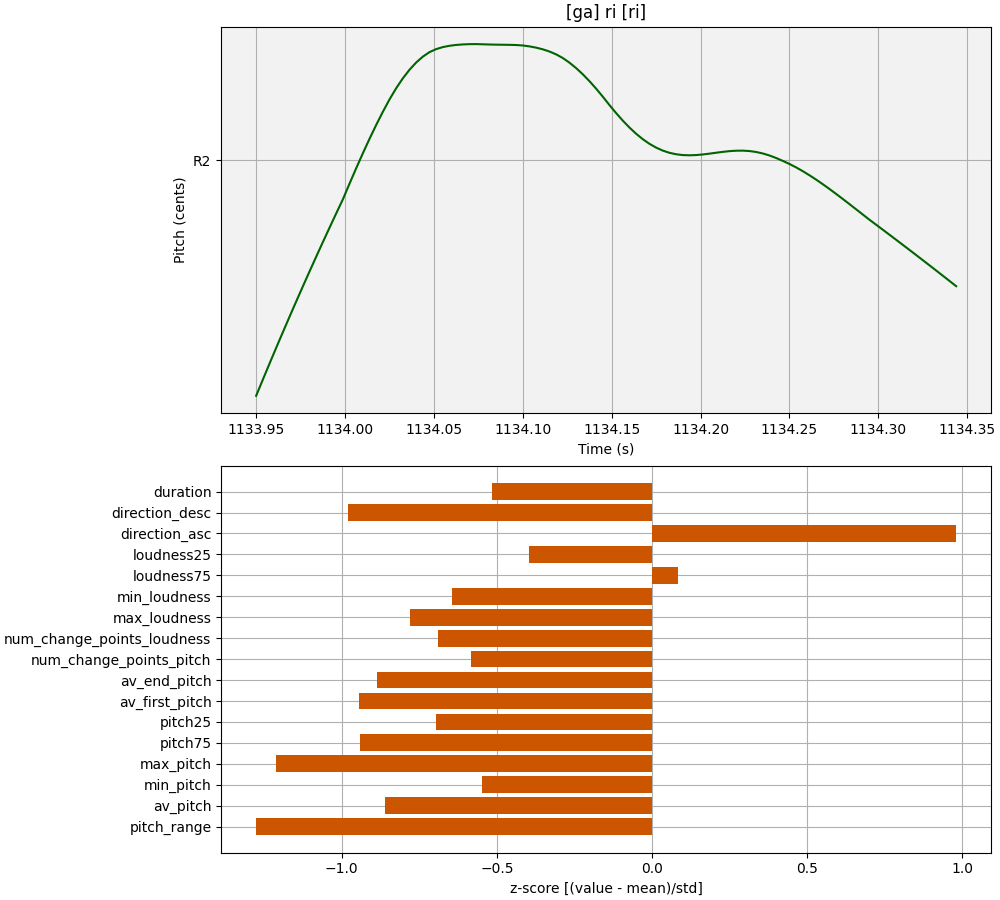 [ga] ri [ri]
R2
Pitch (cents)
1133.95 1134.00 1134.05 1134.10 1134.15 1134.20 1134.25 1134.30 1134.35
Time (s)
duration
direction_desc
direction_asc
loudness25
loudness75
min_loudness
max_loudness
num_change_points_loudness
num_change_points_pitch
av_end_pitch
av_first_pitch
pitch25
pitch75
max_pitch
min_pitch
av_pitch
pitch_range
−1.0 −0.5 0.0 0.5 1.0
z-score [(value - mean)/std]